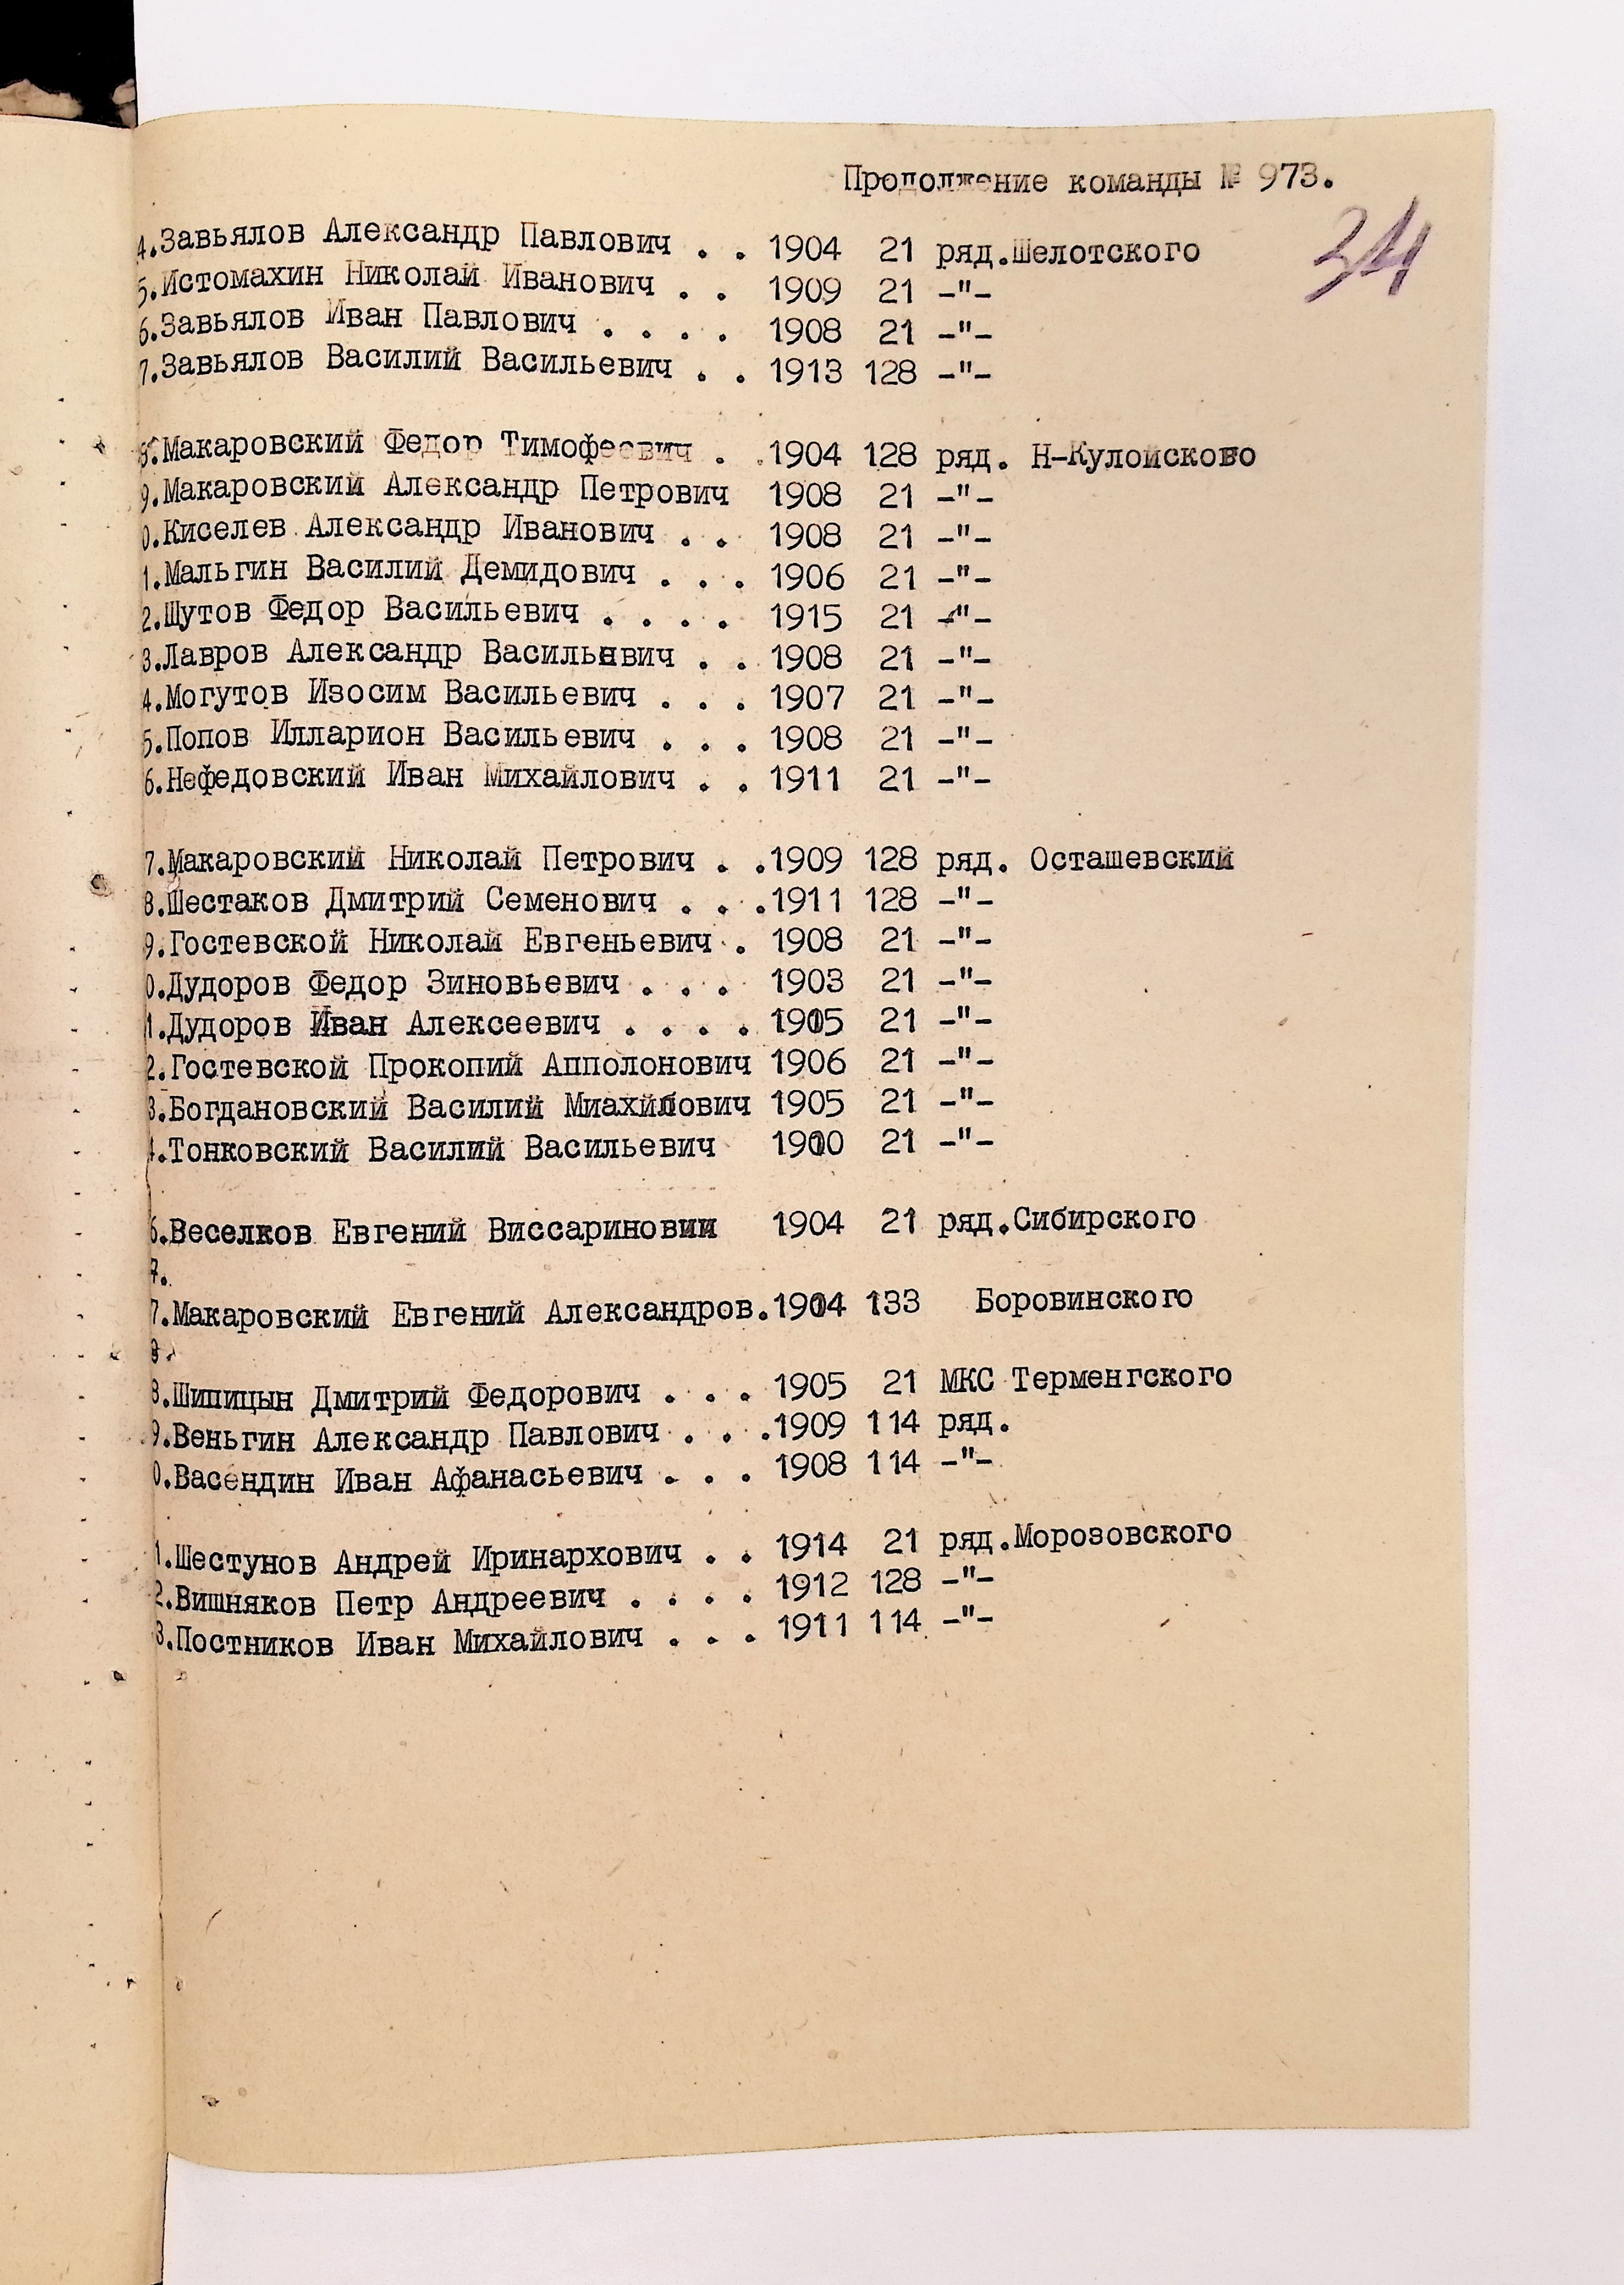 Продолжение команды № 973.
34
4.Завьялов Александр Павлович . . 1904 21 ряд.Шелотского
5.Истомахин Николай Иванович . . 1909 21 -"-
6.Завьялов Иван Павлович . . . . 1908 21 -"-
7.Завьялов Василий Васильевич . . 1913 128 -"-
8.Макаровский Федор Тимофеевич . .1904 128 ряд. Н-Кулойсково
9.Макаровский Александр Петрович 1908 21 -"-
0.Киселев Александр Иванович . . 1908 21 -"-
1.Мальгин Василий Демидович . . . 1906 21 -"-
2.Шутов Федор Васильевич . . . . 1915 21 -"-
3.Лавров Александр Васильевич . . 1908 21 -"-
4.Могутов Изосим Васильевич . . . 1907 21 -"-
5.Попов Илларион Васильевич . . . 1908 21 -"-
6.Нефедовский Иван Михайлович . . 1911 21 -"-
7.Макаровский Николай Петрович . .1909 128 ряд. Осташевский
8.Шестаков Дмитрий Семенович . . .1911 128 -"-
9.Гостевской Николай Евгеньевич . 1908 21 -"-
0.Дудоров Федор Зиновьевич . . . 1903 21 -"-
1.Дудоров Иван Алексеевич . . . . 1905 21 -"-
2.Гостевской Прокопий Апполонович 1906 21 -"-
3.Богдановский Василий Миахйлович 1905 21 -"-
4.Тонковский Василий Васильевич 1900 21 -"-
6.Веселков Евгений Виссариновии 1904 21 ряд.Сибирского
7.
7.Макаровский Евгений Александров.1904 133 Боровинского
8.Шипицын Дмитрий Федорович . . . 1905 21 МКС Терменгского
9.Веньгин Александр Павлович . . .1909 114 ряд.
0.Васендин Иван Афанасьевич . . . 1908 114 -"-
1.Шестунов Андрей Иринархович . . 1914 21 ряд.Морозовского
2.Вишняков Петр Андреевич . . . . 1912 128 -"-
3.Постников Иван Михайлович . . . 1911 114 -"-